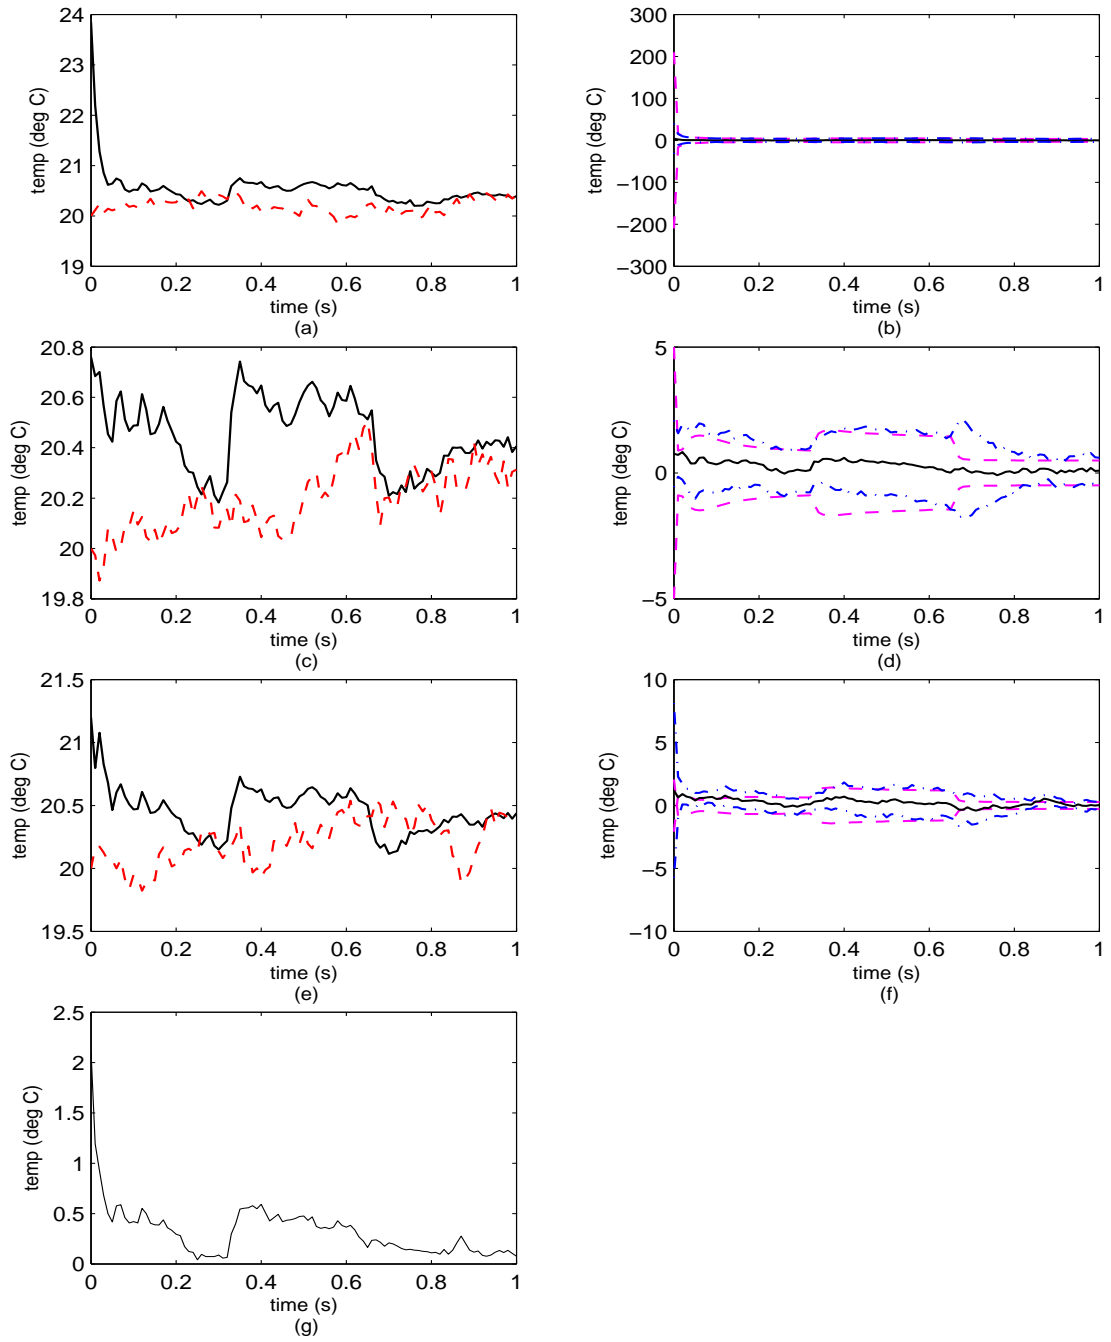 24
23
22
21
20
19
temp (deg C)
0 0.2 0.4 0.6 0.8 1
time (s)
(a)
300
200
100
0
−100
−200
−300
temp (deg C)
0 0.2 0.4 0.6 0.8 1
time (s)
(b)
20.8
20.6
20.4
20.2
20
19.8
temp (deg C)
0 0.2 0.4 0.6 0.8 1
time (s)
(c)
5
0
−5
temp (deg C)
0 0.2 0.4 0.6 0.8 1
time (s)
(d)
21.5
21
20.5
20
19.5
temp (deg C)
0 0.2 0.4 0.6 0.8 1
time (s)
(e)
10
5
0
−5
−10
temp (deg C)
0 0.2 0.4 0.6 0.8 1
time (s)
(f)
2.5
2
1.5
1
0.5
0
temp (deg C)
0 0.2 0.4 0.6 0.8 1
time (s)
(g)